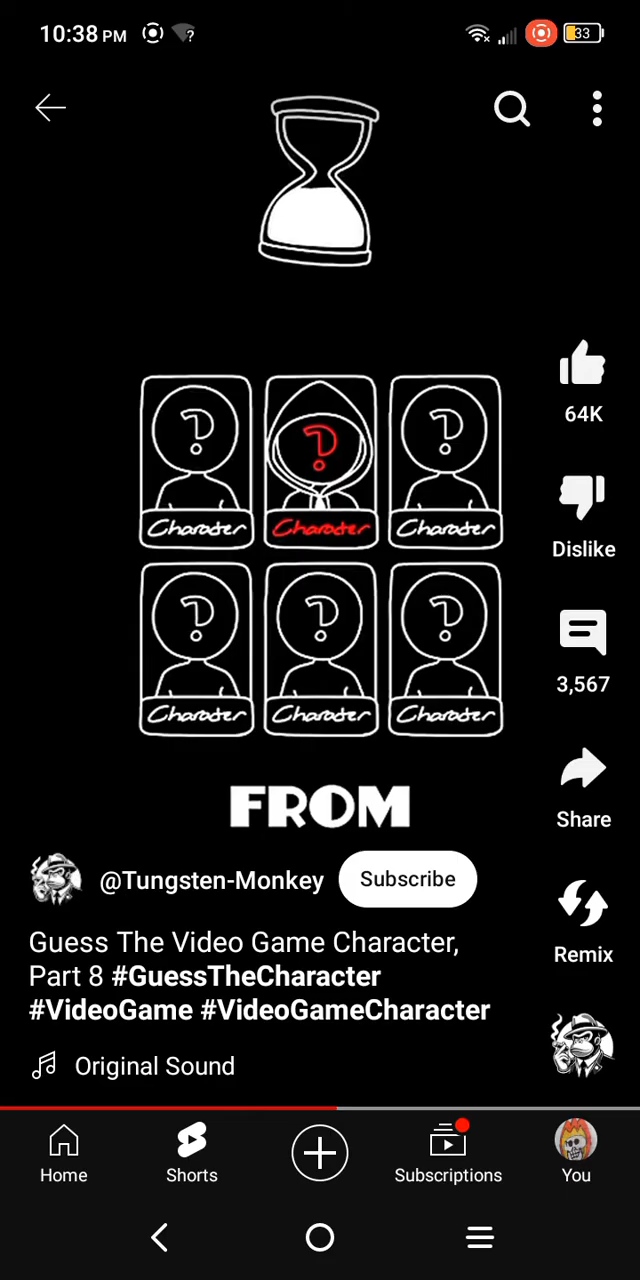 10:38 PM
33
?
64K
? ? ?
Character Character Character
Dislike
? ? ?
3,567
Character Character Character
FROM
Share
@Tungsten-Monkey Subscribe
Guess The Video Game Character,
Part 8 #GuessTheCharacter
#VideoGame #VideoGameCharacter
Remix
Original Sound
Home Shorts Subscriptions You